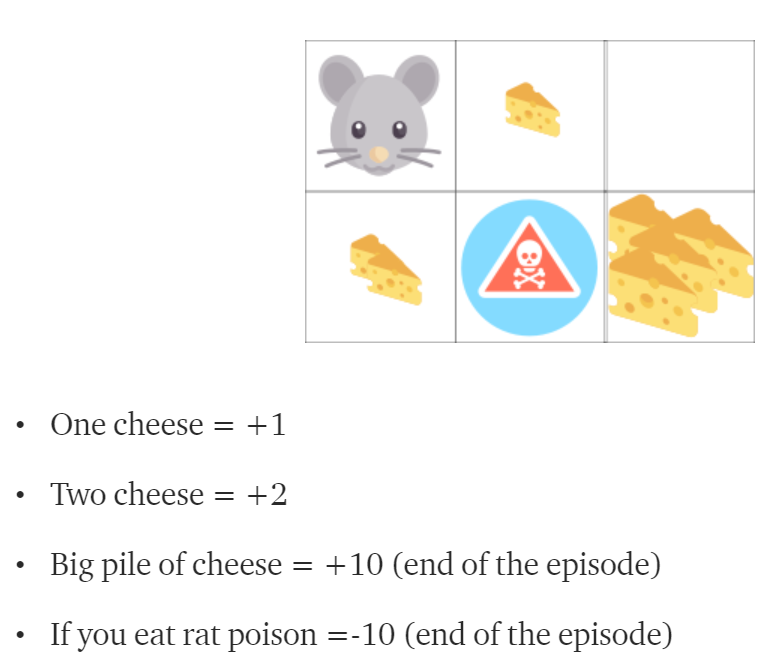 • One cheese = +1
• Two cheese = +2
• Big pile of cheese = +10 (end of the episode)
• If you eat rat poison =-10 (end of the episode)